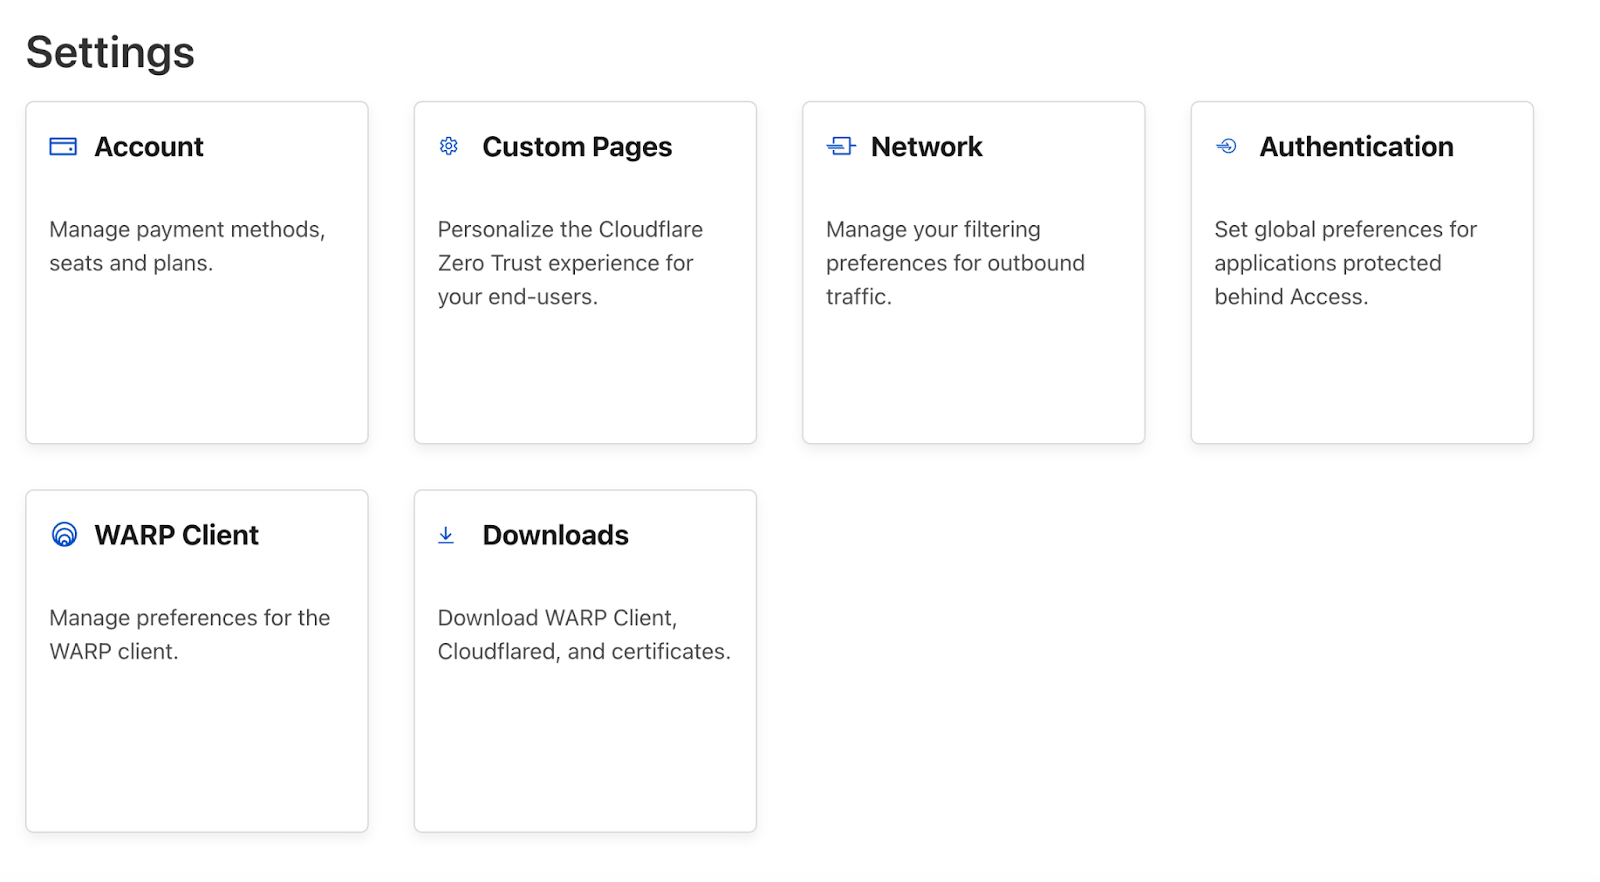 Settings
Account
Manage payment methods,
seats and plans.
Custom Pages
Personalize the Cloudflare
Zero Trust experience for
your end-users.
Network
Manage your filtering
preferences for outbound
traffic.
Authentication
Set global preferences for
applications protected
behind Access.
WARP Client
Manage preferences for the
WARP client.
Downloads
Download WARP Client,
Cloudflared, and certificates.